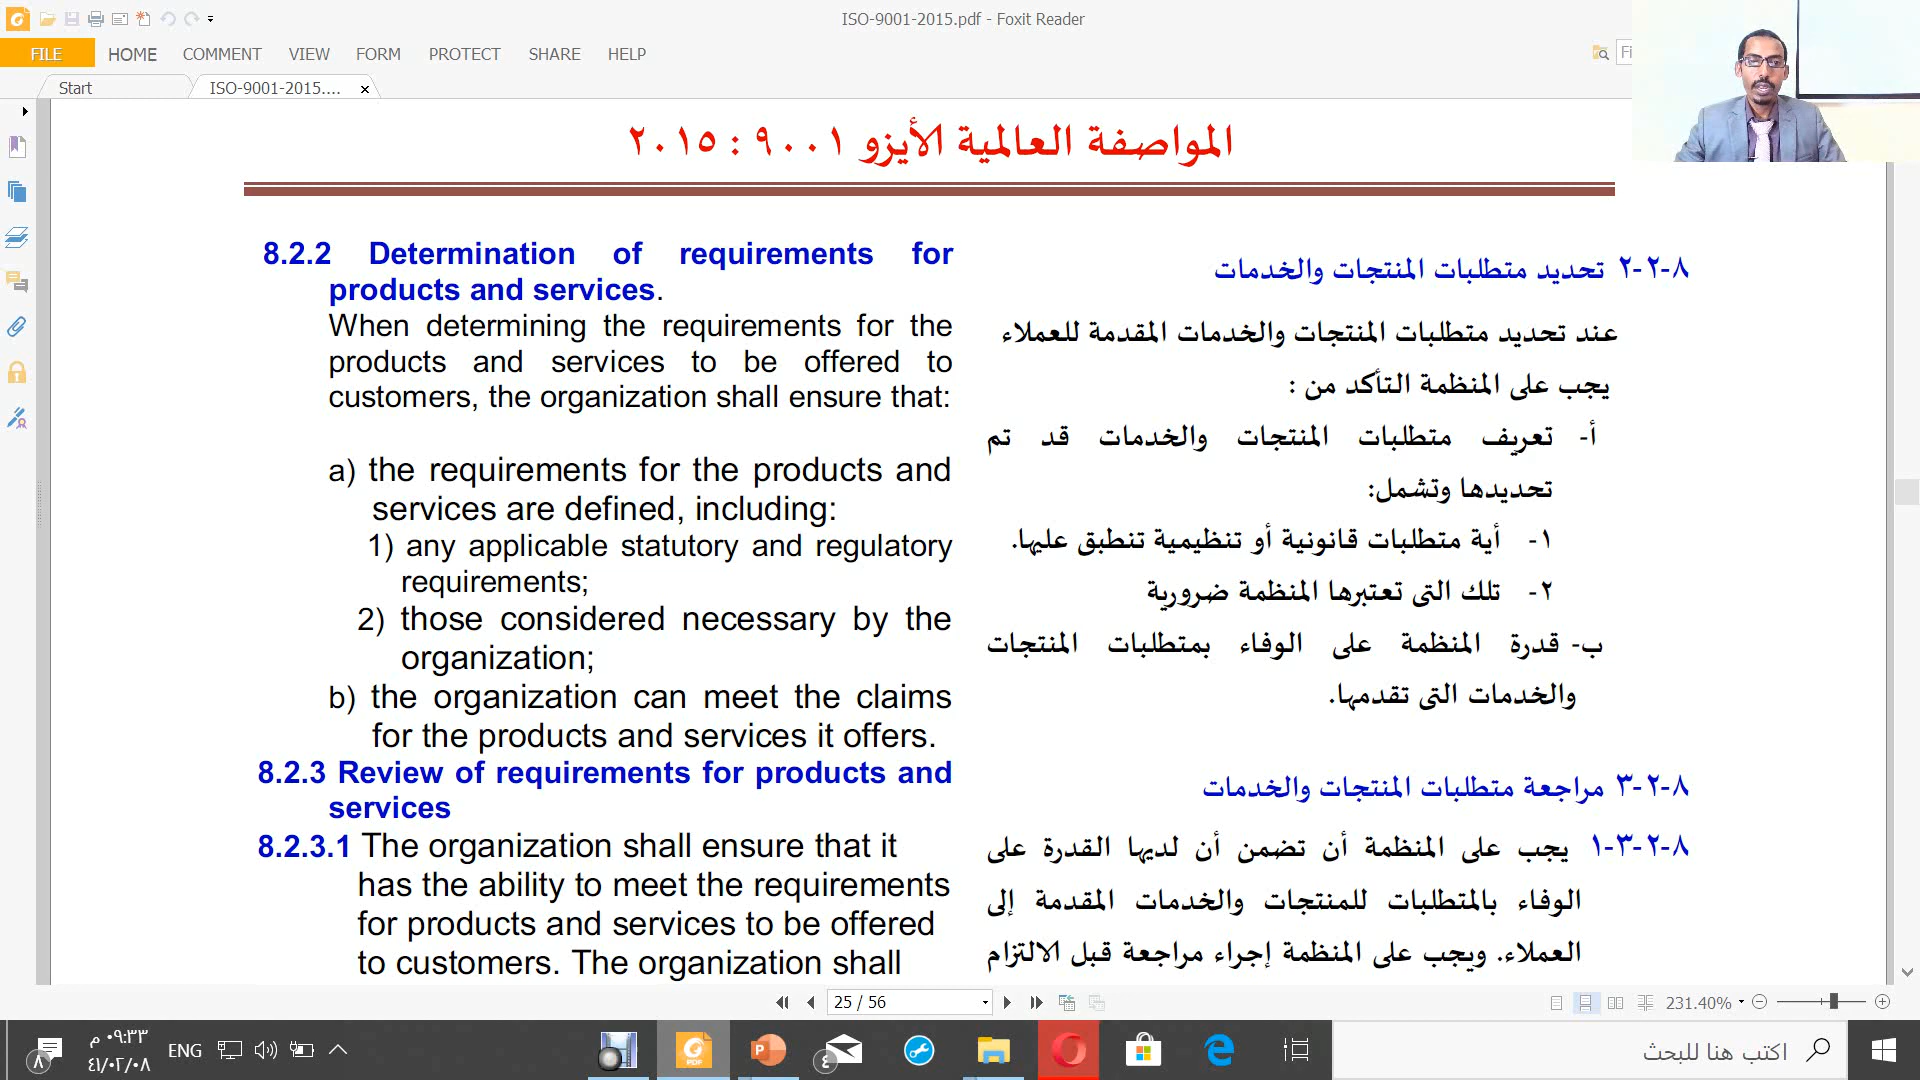 ISO-9001-2015.pdf - Foxit Reader
FILE HOME COMMENT VIEW FORM PROTECT SHARE HELP
Fi
Start
ISO-9001-2015....
المواصفة العالمية الأيزو ٩٠٠١ : ٢٠١٥
8.2.2 Determination of requirements for
products and services.
When determining the requirements for the
products and services to be offered to
customers, the organization shall ensure that:
a) the requirements for the products and
services are defined, including:
1) any applicable statutory and regulatory
requirements;
2) those considered necessary by the
organization;
b) the organization can meet the claims
for the products and services it offers.
8.2.3 Review of requirements for products and
services
8.2.3.1 The organization shall ensure that it
has the ability to meet the requirements
for products and services to be offered
to customers. The organization shall
٨-٢-٢ تحديد متطلبات المنتجات والخدمات
عند تحديد متطلبات المنتجات والخدمات المقدمة للعملاء
يجب على المنظمة التأكد من :
أ- تعريف متطلبات المنتجات والخدمات قد تم
تحديدها وتشمل:
١- أية متطلبات قانونية أو تنظيمية تنطبق عليها.
٢- تلك التى تعتبرها المنظمة ضرورية
ب- قدرة المنظمة على الوفاء بمتطلبات المنتجات
والخدمات التى تقدمها.
٨-٢-٣ مراجعة متطلبات المنتجات والخدمات
٨-٢-٣-١ يجب على المنظمة أن تضمن أن لديها القدرة على
الوفاء بالمتطلبات للمنتجات والخدمات المقدمة إلى
العملاء. ويجب على المنظمة إجراء مراجعة قبل الالتزام
25 / 56
231.40%
٠٩:٣٣ م
٤١/٠٢/٠٨
٨
ENG
٤
اكتب هنا للبحث